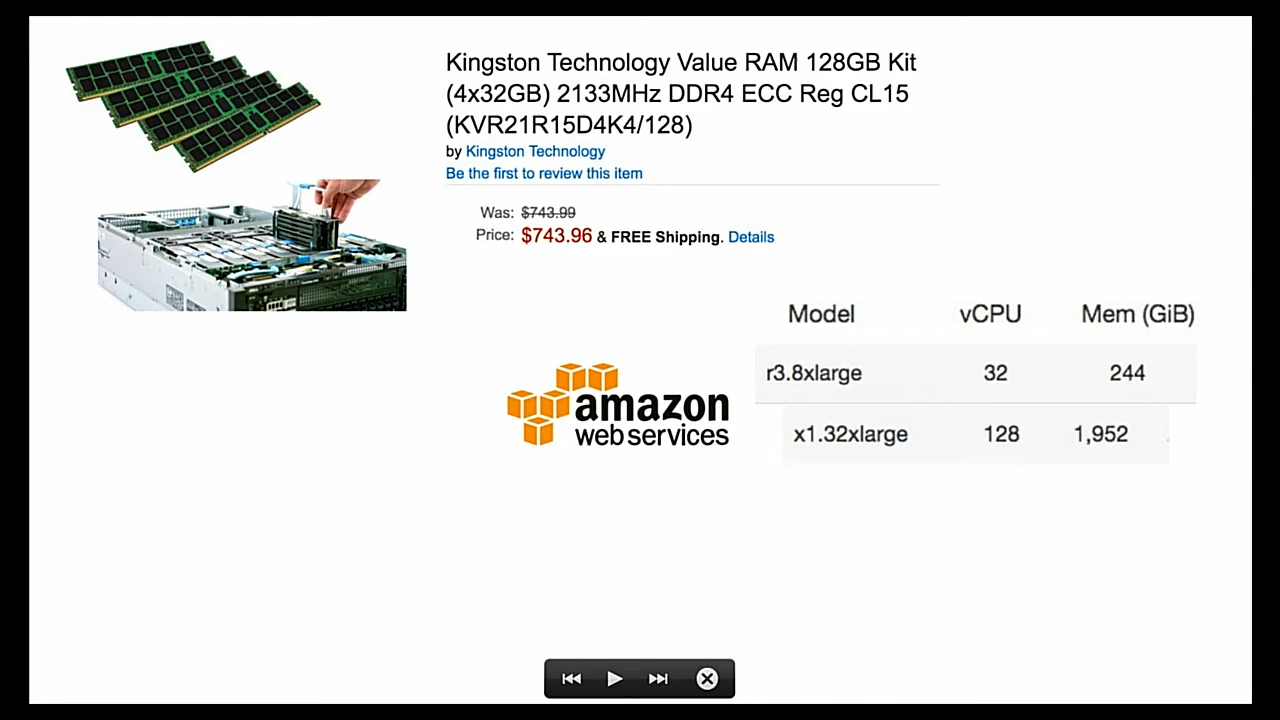 Kingston Technology Value RAM 128GB Kit
(4x32GB) 2133MHz DDR4 ECC Reg CL15
(KVR21R15D4K4/128)
by Kingston Technology
Be the first to review this item
Was: $743.99
Price: $743.96 & FREE Shipping. Details
Model vCPU Mem (GiB)
r3.8xlarge 32 244
x1.32xlarge 128 1,952
amazon
web services